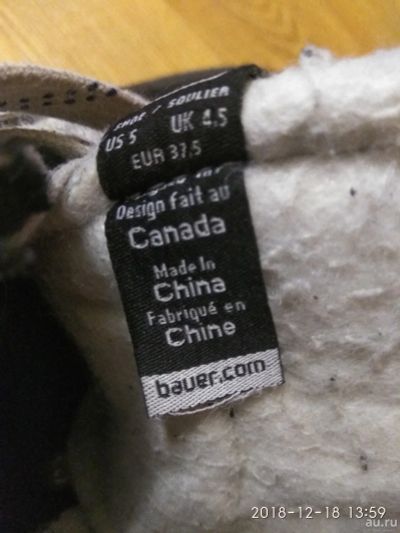 SHOE / SOULIER
US 5 UK 4.5
EUR 37.5
Design fait au
Canada
Made in
China
Fabriqué en
Chine
bauer.com
2018-12-18 13:59
au.ru